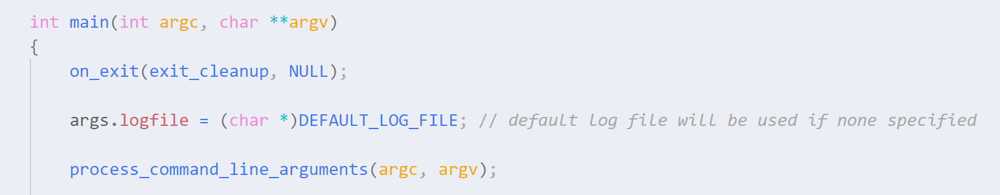 int main(int argc, char **argv)
{
on_exit(exit_cleanup, NULL);
args.logfile = (char *)DEFAULT_LOG_FILE; // default log file will be used if none specified
process_command_line_arguments(argc, argv);